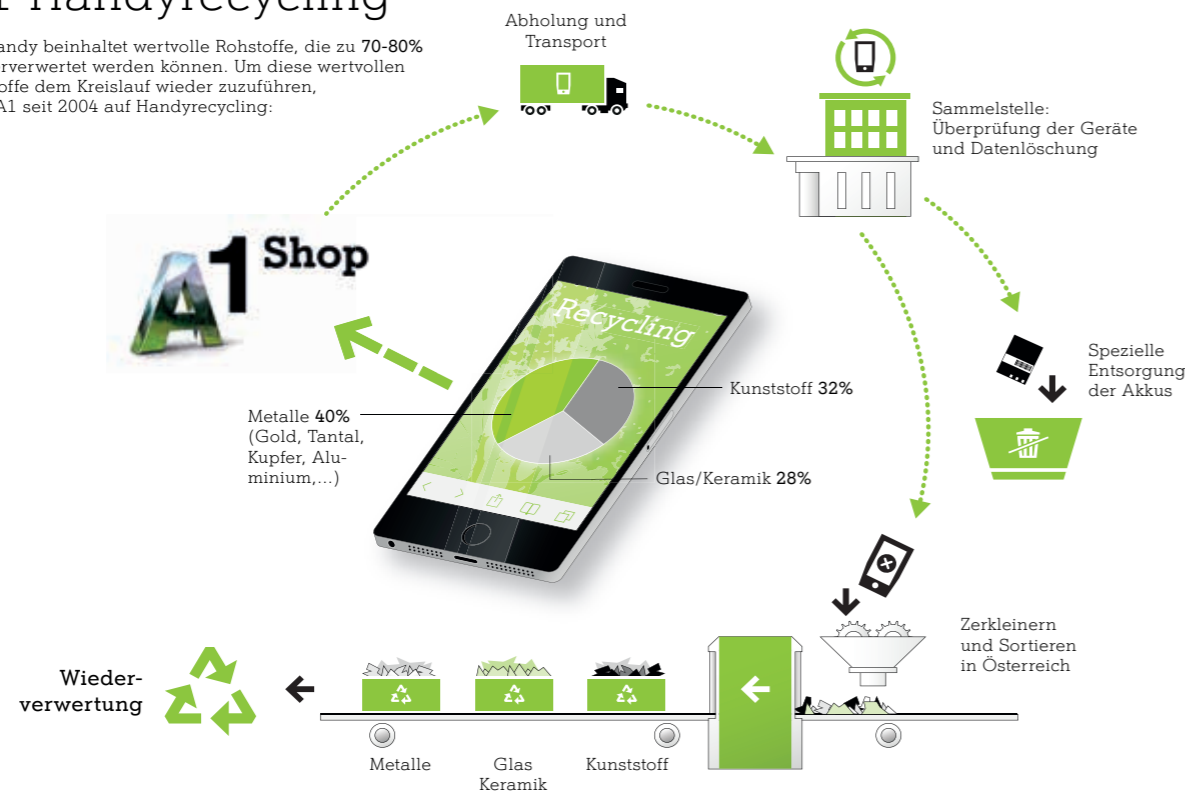 Handyrecycling
andy beinhaltet wertvolle Rohstoffe, die zu 70-80%
rverwertet werden können. Um diese wertvollen
offe dem Kreislauf wieder zuzuführen,
A1 seit 2004 auf Handyrecycling:
Abholung und
Transport
Sammelstelle:
Überprüfung der Geräte
und Datenlöschung
A1 Shop
Recycling
Kunststoff 32%
Metalle 40%
(Gold, Tantal,
Kupfer, Alu-
minium,...)
Glas/Keramik 28%
Spezielle
Entsorgung
der Akkus
Zerkleinern
und Sortieren
in Österreich
Wieder-
verwertung
Metalle
Glas
Keramik
Kunststoff